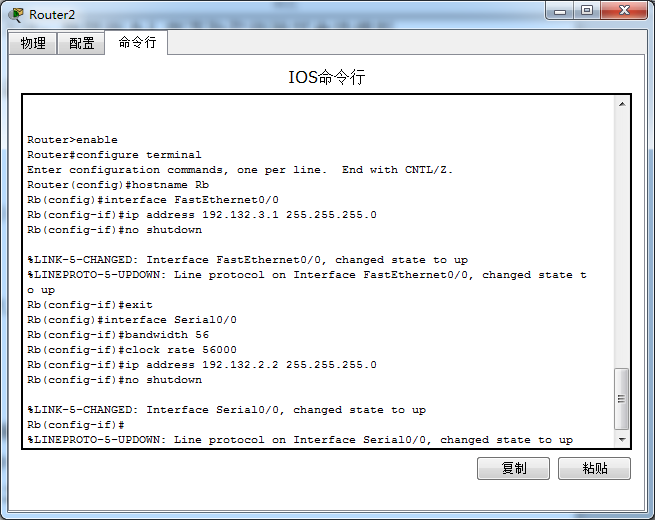 Router2
物理 配置 命令行
IOS命令行
Router>enable
Router#configure terminal
Enter configuration commands, one per line.  End with CNTL/Z.
Router(config)#hostname Rb
Rb(config)#interface FastEthernet0/0
Rb(config-if)#ip address 192.132.3.1 255.255.255.0
Rb(config-if)#no shutdown
%LINK-5-CHANGED: Interface FastEthernet0/0, changed state to up
%LINEPROTO-5-UPDOWN: Line protocol on Interface FastEthernet0/0, changed state t
o up
Rb(config-if)#exit
Rb(config)#interface Serial0/0
Rb(config-if)#bandwidth 56
Rb(config-if)#clock rate 56000
Rb(config-if)#ip address 192.132.2.2 255.255.255.0
Rb(config-if)#no shutdown
%LINK-5-CHANGED: Interface Serial0/0, changed state to up
Rb(config-if)#
%LINEPROTO-5-UPDOWN: Line protocol on Interface Serial0/0, changed state to up
复制 粘贴